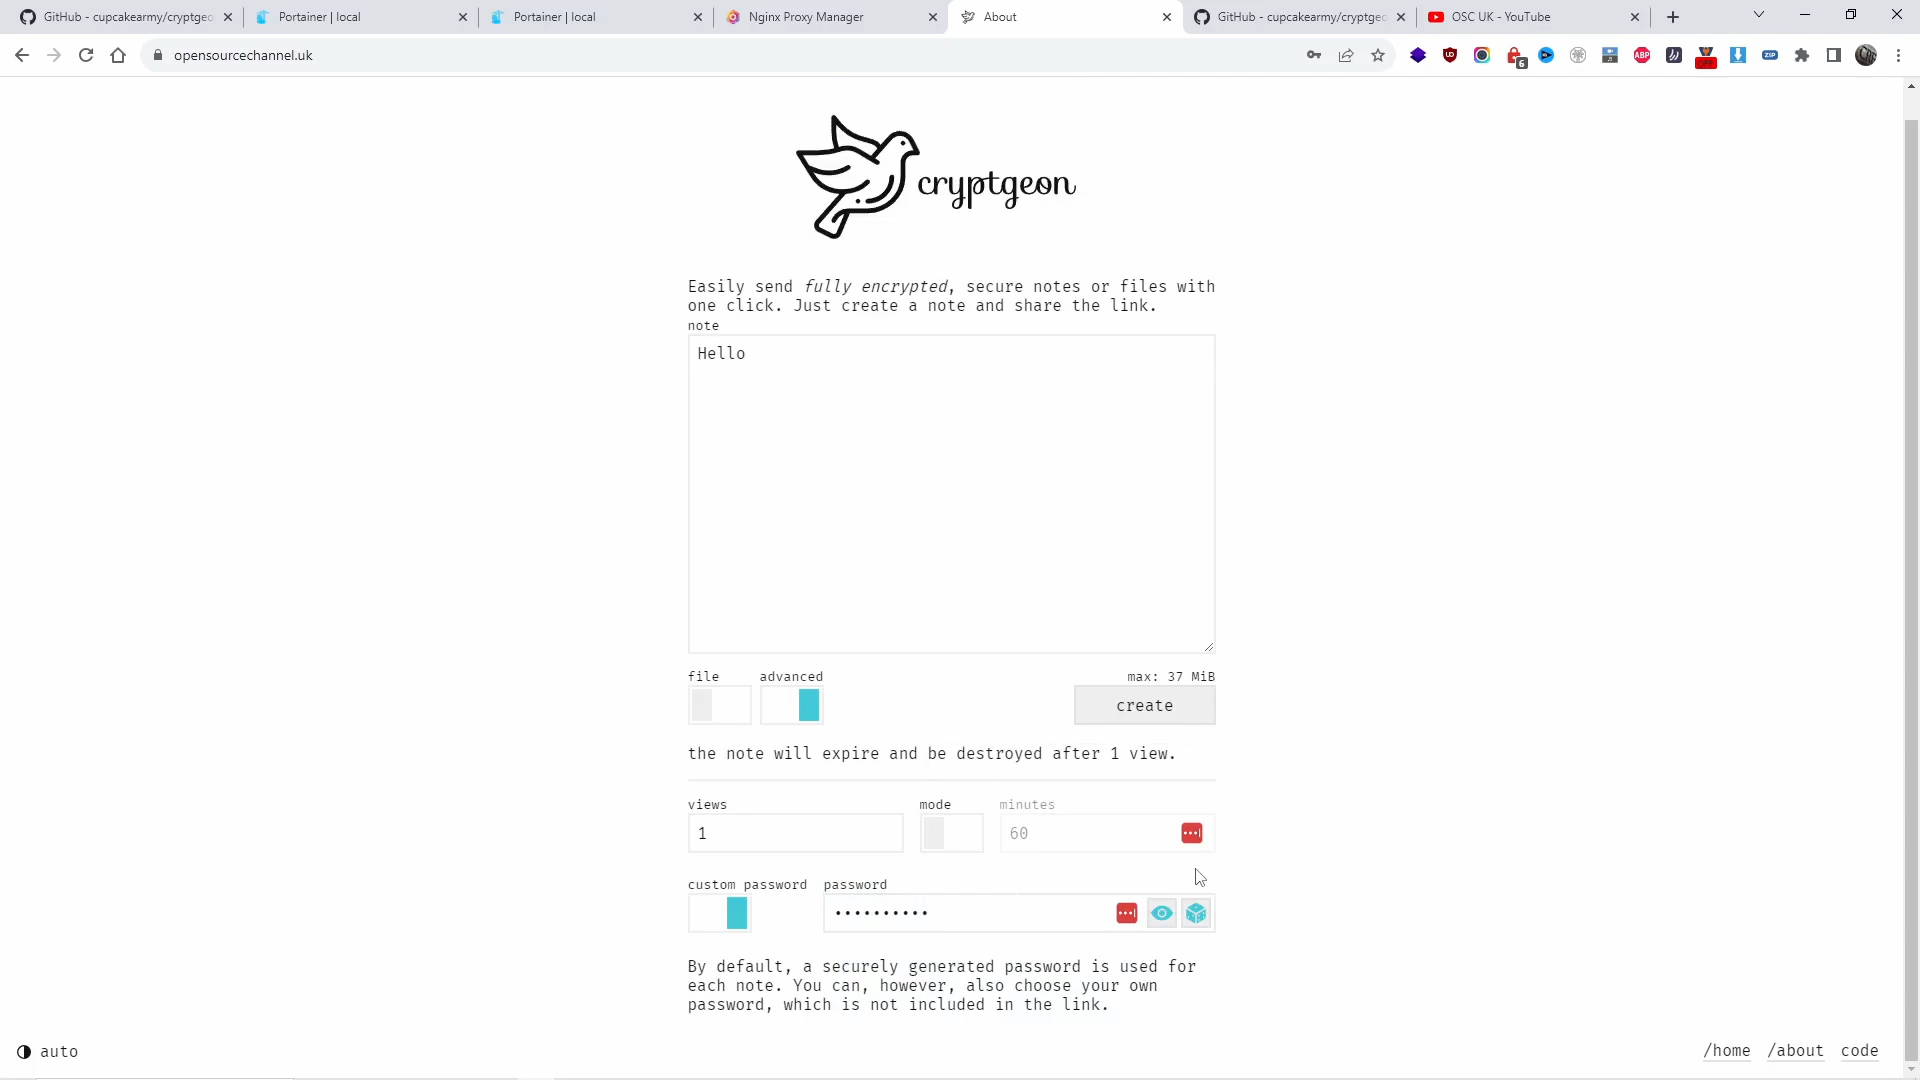 GitHub - cupcakearmy/cryptgeo
Portainer | local
Portainer | local
Nginx Proxy Manager
About
GitHub - cupcakearmy/cryptgeo
OSC UK - YouTube
opensourcechannel.uk
6
ABP
OFF
ZIP
cryptgeon
Easily send fully encrypted, secure notes or files with
one click. Just create a note and share the link.
note
Hello
file
advanced
max: 37 MiB
create
the note will expire and be destroyed after 1 view.
views
mode
minutes
1
60
custom password
password
By default, a securely generated password is used for
each note. You can, however, also choose your own
password, which is not included in the link.
auto
/home
/about
code